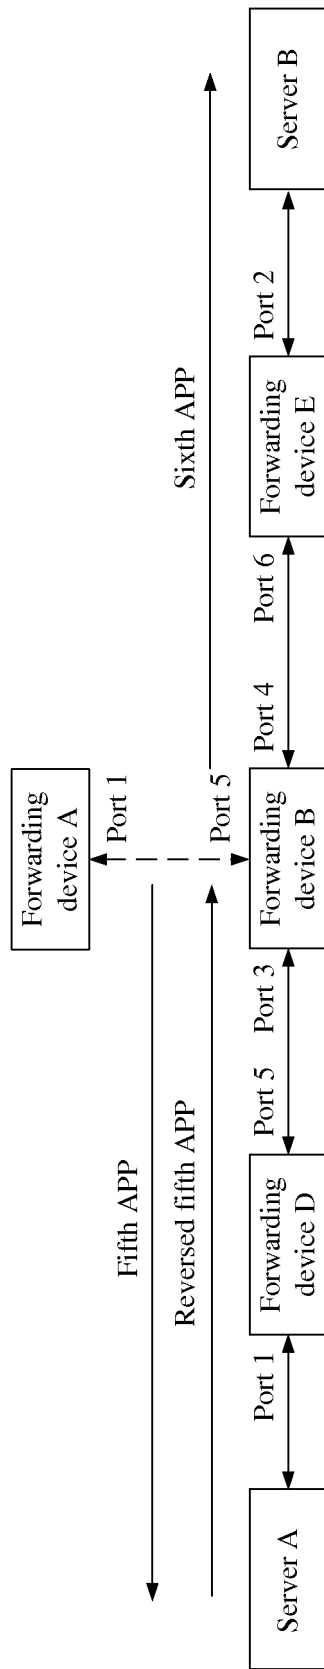 Forwarding
device A
Port 1
Fifth APP
Reversed fifth APP
Sixth APP
Port 5
Server A
Port 1
Forwarding
device D
Port 5
Port 3
Forwarding
device B
Port 4
Port 6
Forwarding
device E
Port 2
Server B